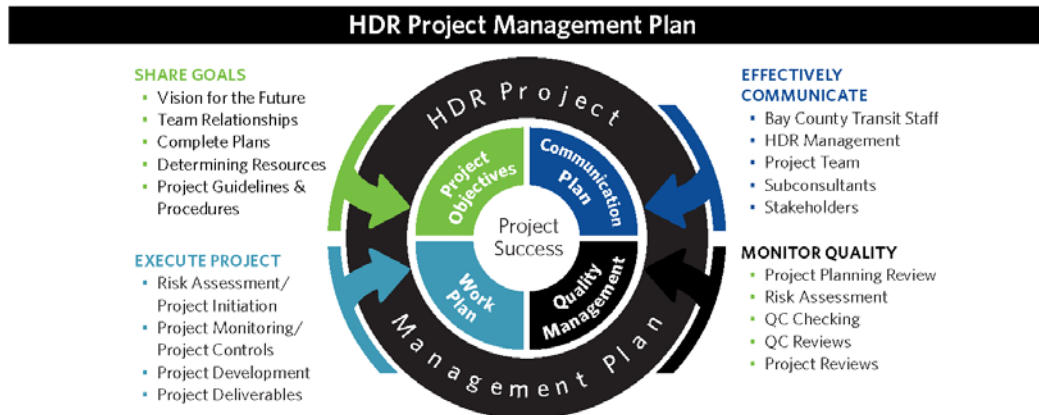 HDR Project Management Plan
SHARE GOALS
▪ Vision for the Future
▪ Team Relationships
▪ Complete Plans
▪ Determining Resources
▪ Project Guidelines &
Procedures
EXECUTE PROJECT
▪ Risk Assessment/
Project Initiation
▪ Project Monitoring/
Project Controls
▪ Project Development
▪ Project Deliverables
HDR Project
Management Plan
Project
Objectives
Communication
Plan
Project
Success
Work
Plan
Quality
Management
EFFECTIVELY
COMMUNICATE
▪ Bay County Transit Staff
▪ HDR Management
▪ Project Team
▪ Subconsultants
▪ Stakeholders
MONITOR QUALITY
▪ Project Planning Review
▪ Risk Assessment
▪ QC Checking
▪ QC Reviews
▪ Project Reviews